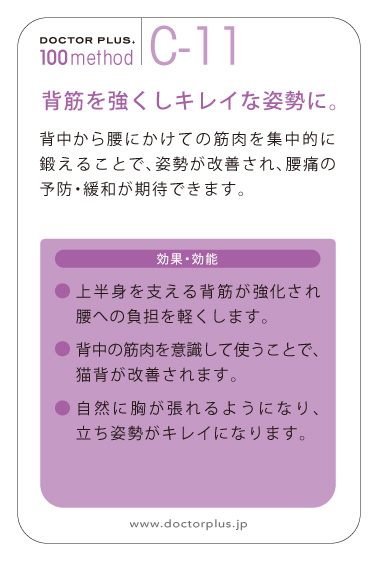 DOCTOR PLUS.
100method
C-11
背筋を強くしキレイな姿勢に。
背中から腰にかけての筋肉を集中的に
鍛えることで、姿勢が改善され、腰痛の
予防・緩和が期待できます。
効果・効能
● 上半身を支える背筋が強化され
腰への負担を軽くします。
● 背中の筋肉を意識して使うことで、
猫背が改善されます。
● 自然に胸が張れるようになり、
立ち姿勢がキレイになります。
www.doctorplus.jp